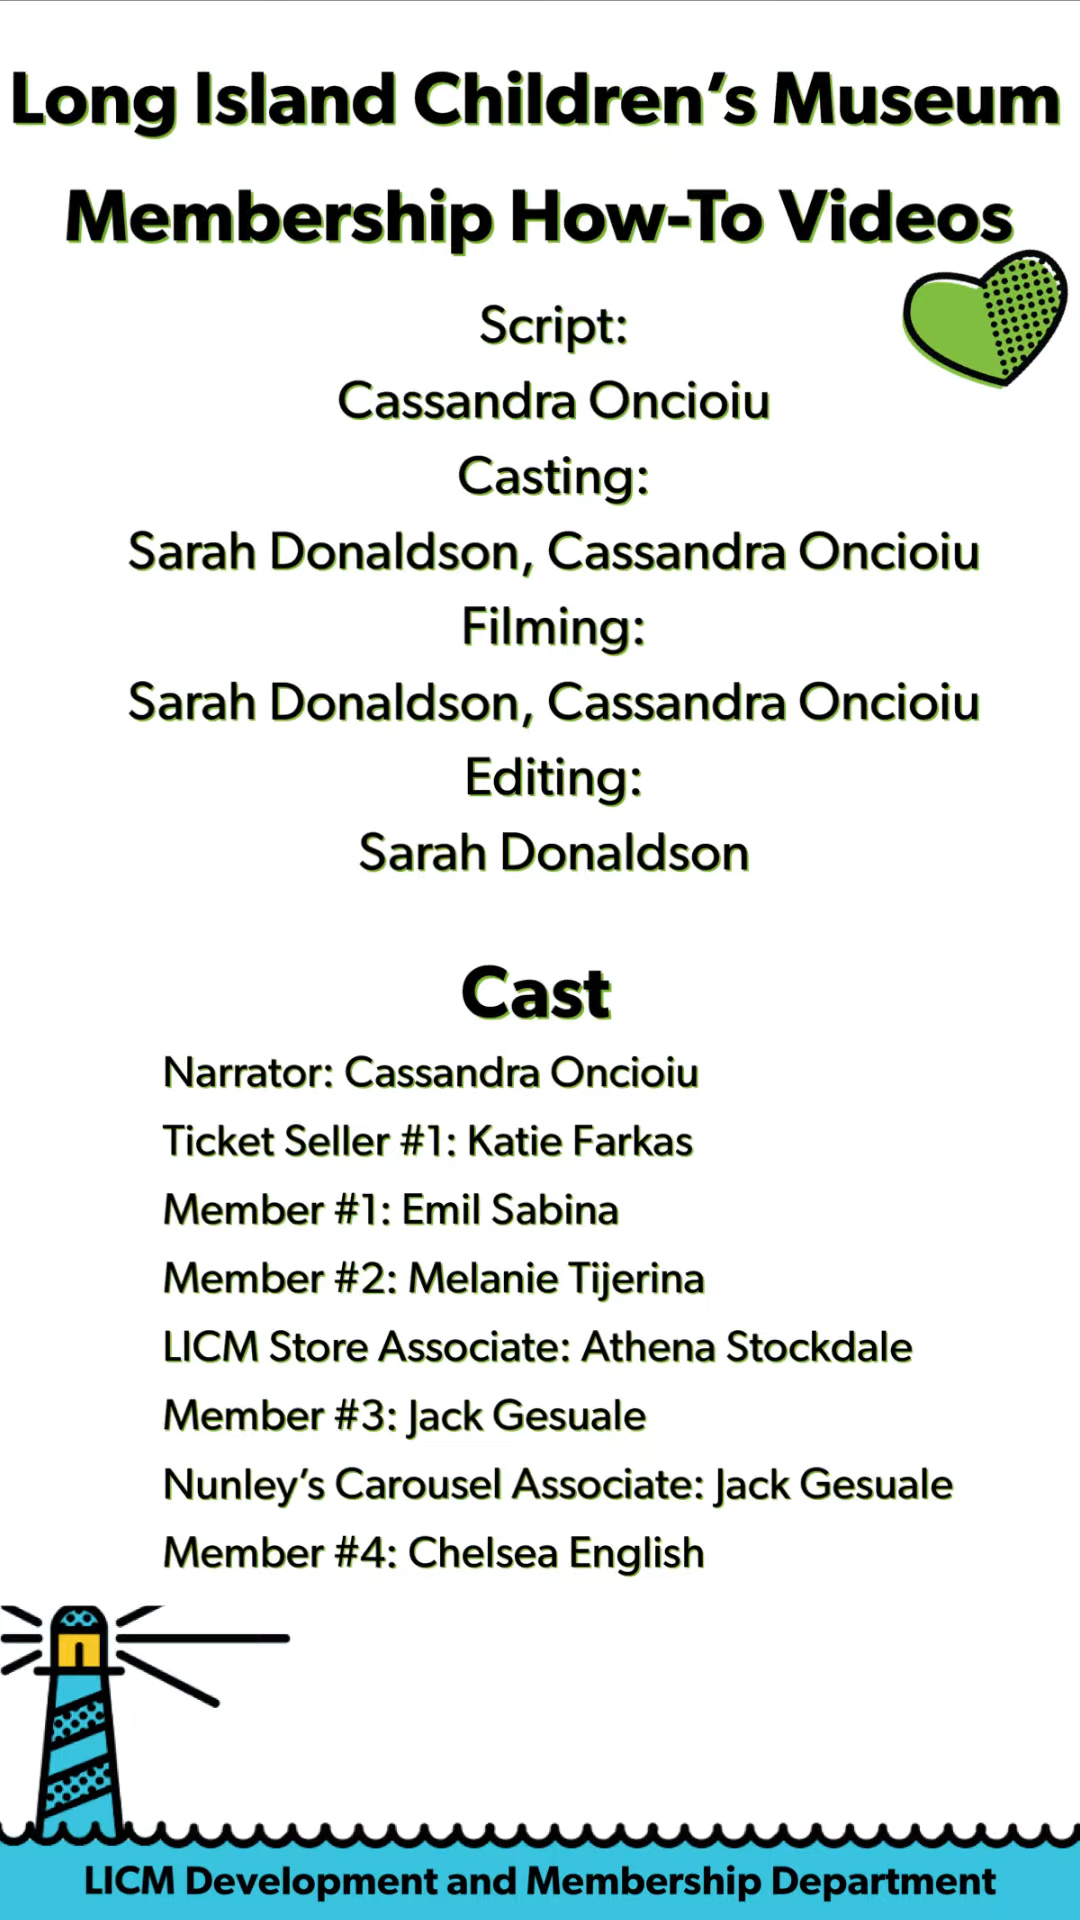 Long Island Children’s Museum
Membership How-To Videos
Script:
Cassandra Oncioiu
Casting:
Sarah Donaldson, Cassandra Oncioiu
Filming:
Sarah Donaldson, Cassandra Oncioiu
Editing:
Sarah Donaldson
Cast
Narrator: Cassandra Oncioiu
Ticket Seller #1: Katie Farkas
Member #1: Emil Sabina
Member #2: Melanie Tijerina
LICM Store Associate: Athena Stockdale
Member #3: Jack Gesuale
Nunley’s Carousel Associate: Jack Gesuale
Member #4: Chelsea English
LICM Development and Membership Department